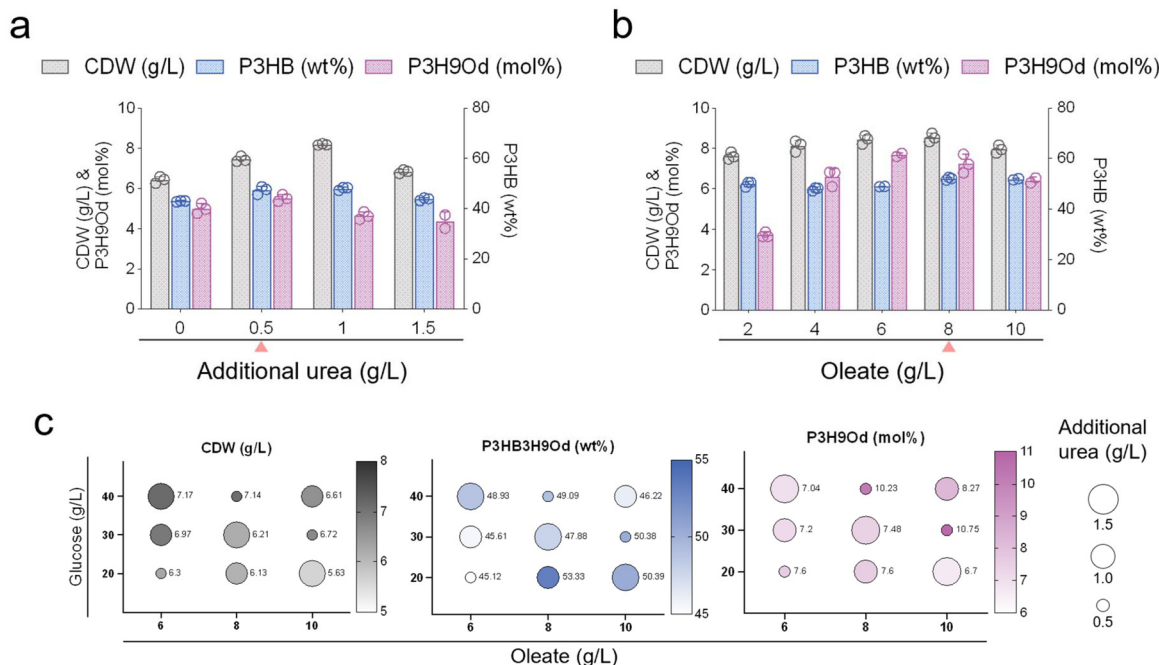 a
CDW (g/L) P3HB (wt%) P3H9Od (mol%)
10
8
6
4
2
0
CDW (g/L) &
P3H9Od (mol%)
80
60
40
20
0
P3HB (wt%)
0 0.5 1 1.5
Additional urea (g/L)
b
CDW (g/L) P3HB (wt%) P3H9Od (mol%)
10
8
6
4
2
0
CDW (g/L) &
P3H9Od (mol%)
80
60
40
20
0
P3HB (wt%)
2 4 6 8 10
Oleate (g/L)
c
Glucose (g/L)
CDW (g/L)
40 7.17 7.14 6.61
30 6.97 6.21 6.72
20 6.3 6.13 5.63
6 8 10
8
7
6
5
P3HB3H9Od (wt%)
40 48.93 49.09 46.22
30 45.61 47.88 50.38
20 45.12 53.33 50.39
6 8 10
55
50
45
P3H9Od (mol%)
40 7.04 10.23 8.27
30 7.2 7.48 10.75
20 7.6 7.6 6.7
6 8 10
11
10
9
8
7
6
Oleate (g/L)
Additional
urea (g/L)
1.5
1.0
0.5